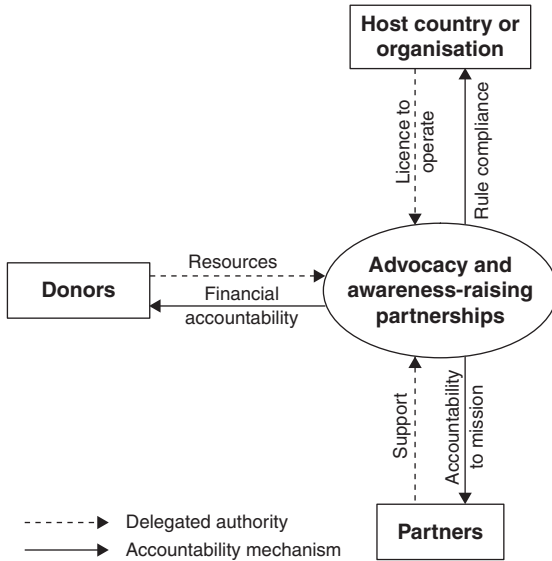 Host country or
organisation
Licence to
operate
Rule compliance
Resources
Donors
Financial
accountability
Advocacy and
awareness-raising
partnerships
Support
Accountability
to mission
Partners
Delegated authority
Accountability mechanism